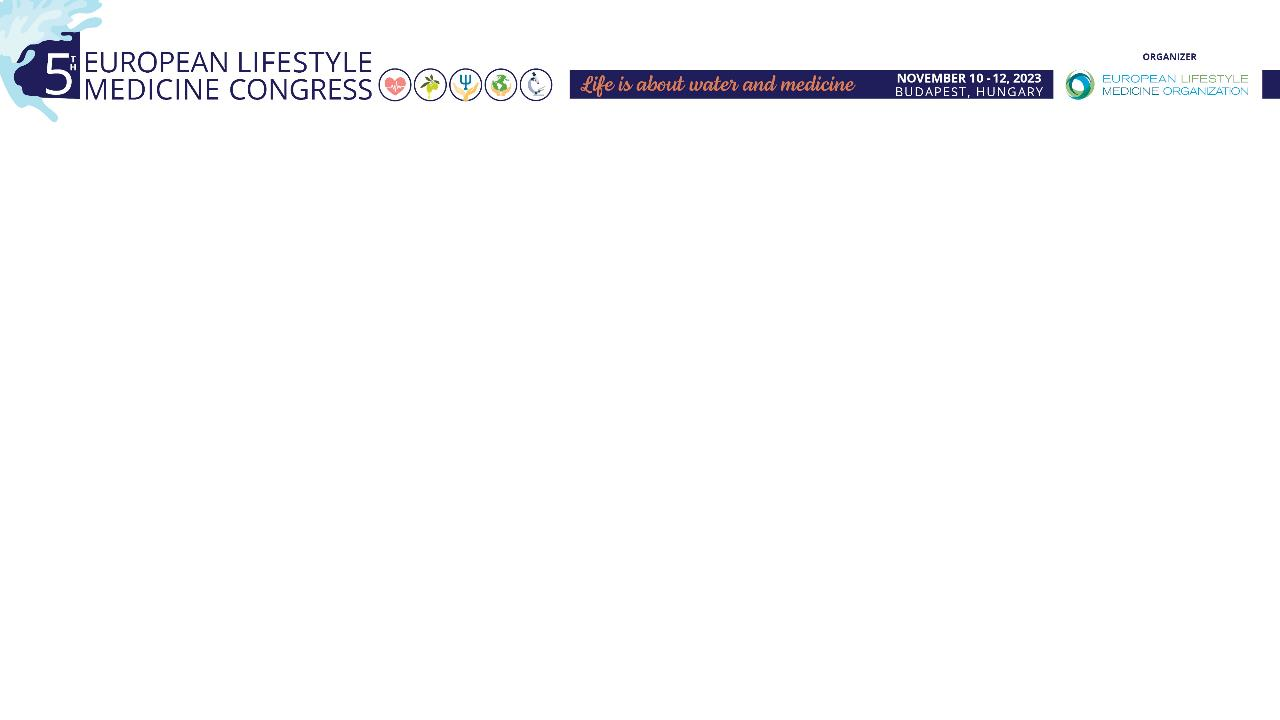 5TH
EUROPEAN LIFESTYLE
MEDICINE CONGRESS
Life is about water and medicine
NOVEMBER 10 - 12, 2023
BUDAPEST, HUNGARY
ORGANIZER
EUROPEAN LIFESTYLE
MEDICINE ORGANIZATION